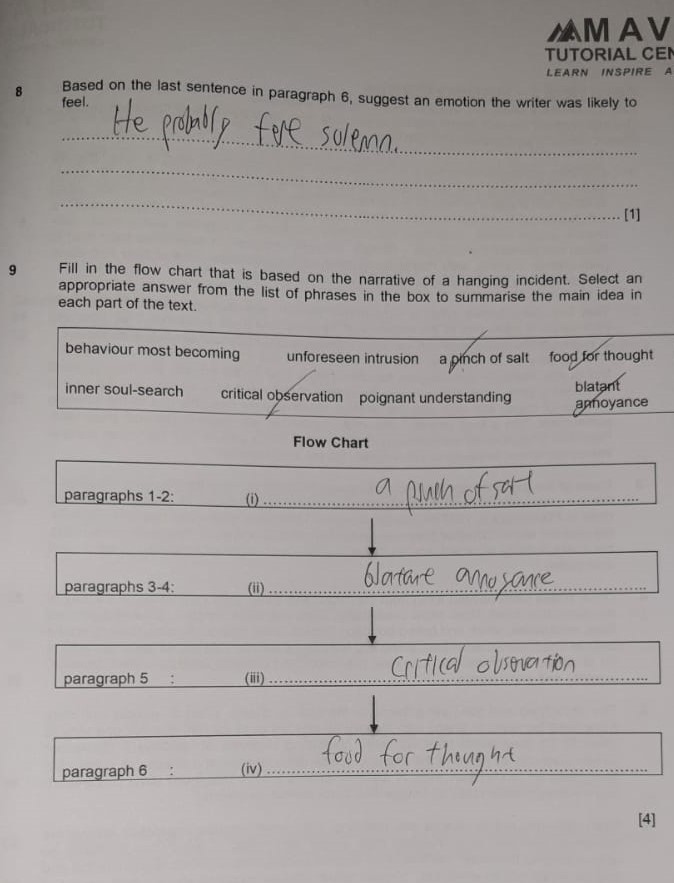 MAV
TUTORIAL CEN
LEARN INSPIRE A
8 Based on the last sentence in paragraph 6, suggest an emotion the writer was likely to
feel.
He probably felt solemn.
[1]
9 Fill in the flow chart that is based on the narrative of a hanging incident. Select an
appropriate answer from the list of phrases in the box to summarise the main idea in
each part of the text.
behaviour most becoming unforeseen intrusion a pinch of salt food for thought
inner soul-search critical observation poignant understanding blatant
annoyance
Flow Chart
paragraphs 1-2: (i) a pinch of salt
paragraphs 3-4: (ii) blatant annoyance
paragraph 5 : (iii) critical observation
paragraph 6 : (iv) food for thought
[4]